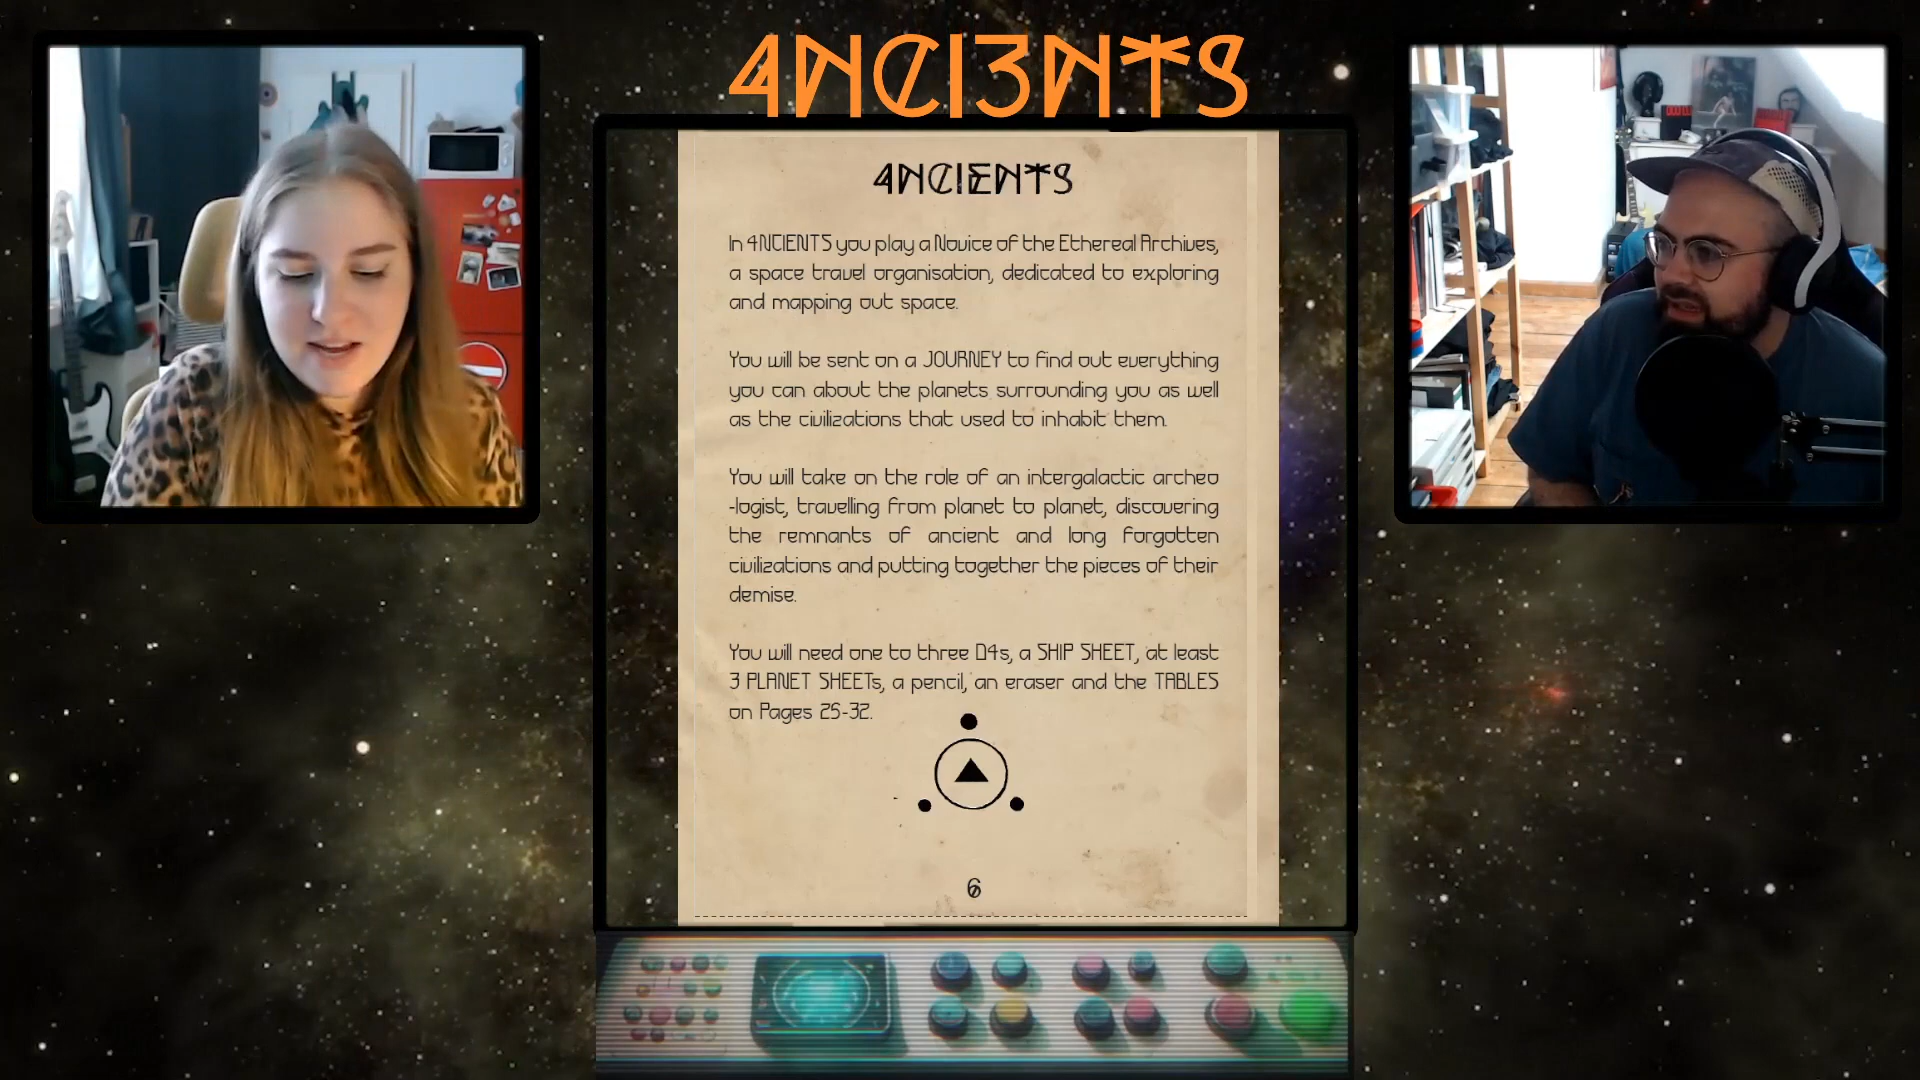 4NCI3NTS
4NCIENTS
In 4NCIENTS you play a Novice of the Ethereal Archives,
a space travel organisation, dedicated to exploring
and mapping out space.
You will be sent on a JOURNEY to find out everything
you can about the planets surrounding you as well
as the civilizations that used to inhabit them.
You will take on the role of an intergalactic archeo
-logist, travelling from planet to planet, discovering
the remnants of ancient and long forgotten
civilizations and putting together the pieces of their
demise.
You will need one to three D4s, a SHIP SHEET, at least
3 PLANET SHEETs, a pencil, an eraser and the TABLES
on Pages 25-32.
6